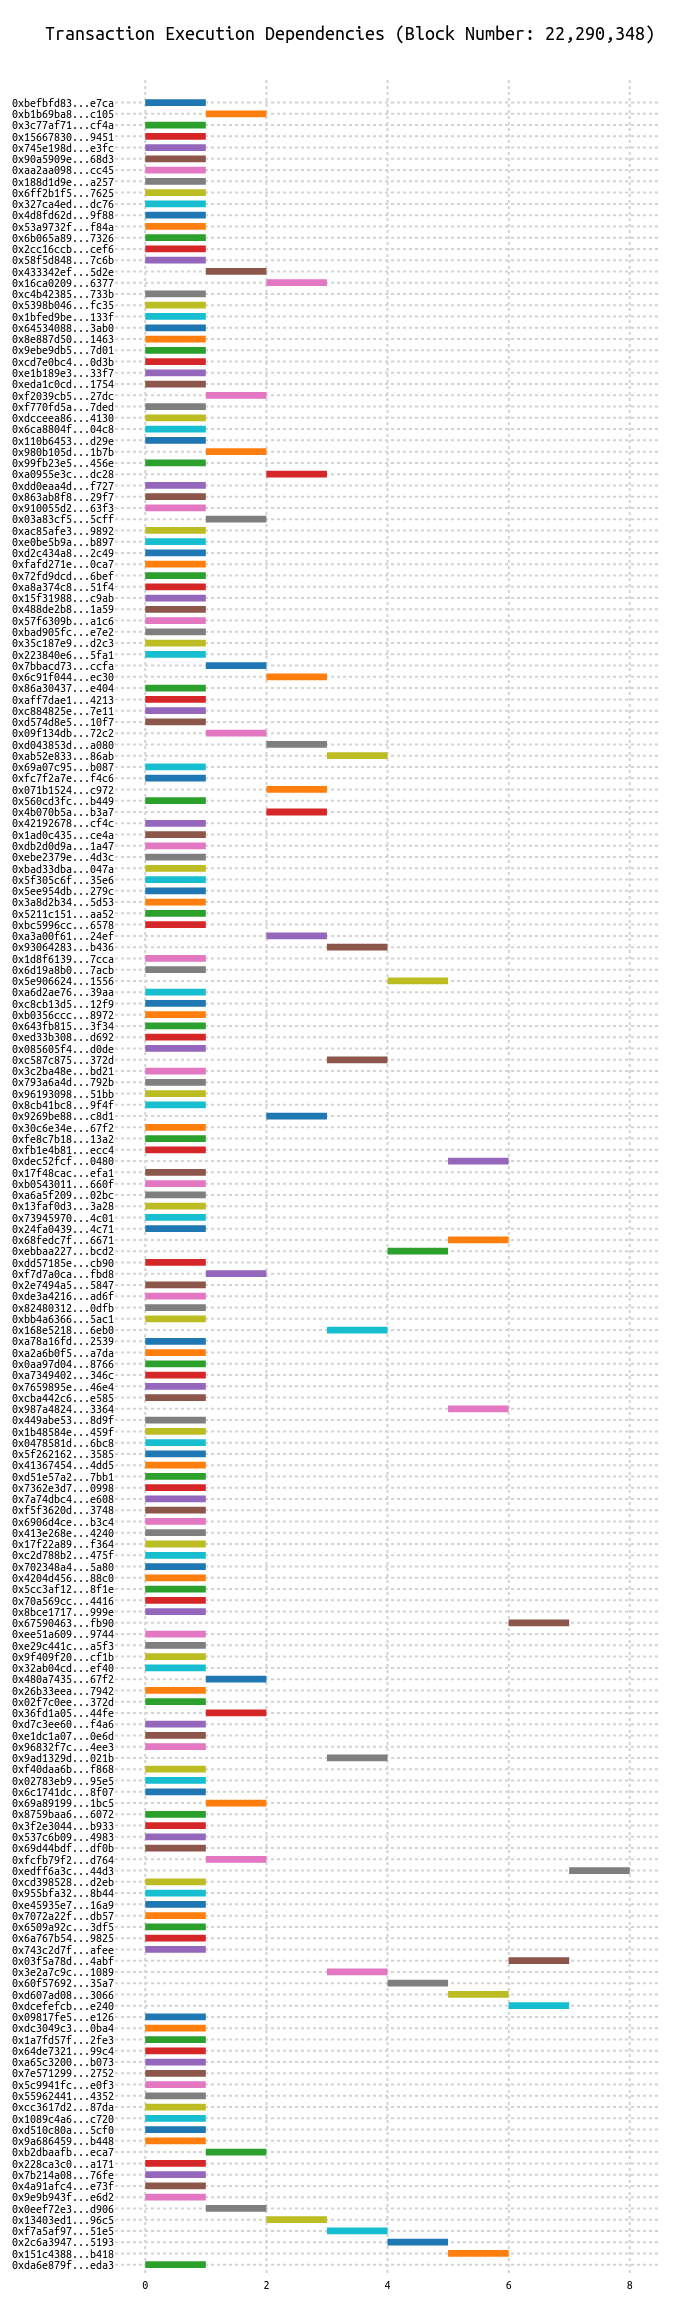 Transaction Execution Dependencies (Block Number: 22,290,348)
0xbefbfd83...e7ca
0xb1b69ba8...c105
0x3c77af71...cf4a
0x15667830...9451
0x745e198d...e3fc
0x90a5909e...68d3
0xaa2aa098...cc45
0x188d1d9e...a257
0x6ff2b1f5...7625
0x327ca4ed...dc76
0x4d8fd62d...9f88
0x53a9732f...f84a
0x6b065a89...7326
0x2cc16ccb...cef6
0x58f5d848...7c6b
0x433342ef...5d2e
0x16ca0209...6377
0xc4b42385...733b
0x5398b046...fc35
0x1bfed9be...133f
0x64534088...3ab0
0x8e887d50...1463
0x9ebe9db5...7d01
0xcd7e0bc4...0d3b
0xe1b189e3...33f7
0xeda1c0cd...1754
0xf2039cb5...27dc
0xf770fd5a...7ded
0xdcceea86...4130
0x6ca8804f...04c8
0x110b6453...d29e
0x980b105d...1b7b
0x99fb23e5...456e
0xa0955e3c...dc28
0xdd0eaa4d...f727
0x863ab8f8...29f7
0x910055d2...63f3
0x03a83cf5...5cff
0xac85afe3...9892
0xe0be5b9a...b897
0xd2c434a8...2c49
0xfafd271e...0ca7
0x72fd9dcd...6bef
0xa8a374c8...51f4
0x15f31908...c9ab
0x488de2b8...1a59
0x57f6309b...a1c6
0xbad905fc...e7e2
0x35c187e9...d2c3
0x223840e6...5fa1
0x7bbacd73...ccfa
0x6c91f044...ec30
0x86a30437...e404
0xaff7dae1...4213
0xc884825e...7e11
0xd574d8e5...10f7
0x09f134db...72c2
0xd043853d...a080
0xab52e833...86ab
0x69a07c95...b087
0xfc7f2a7e...f4c6
0x071b1524...c972
0x560cd3fc...b449
0x4b070b5a...b3a7
0x42192678...cf4c
0x1ad0c435...ce4a
0xdb2d0d9a...1a47
0xebe2379e...4d3c
0xbad33dba...047a
0x5f305c6f...35e6
0x5ee954db...279c
0x3a8d2b34...5d53
0x5211c151...aa52
0xbc5996cc...6578
0xa3a00f61...24ef
0x93064283...b436
0x1d8f6139...7cca
0x6d19a8b0...7acb
0x5e906624...1556
0xa6d2ae76...39aa
0xc8cb13d5...12f9
0xb0356ccc...8972
0x643fb815...3f34
0xed33b308...d692
0x085605f4...d0de
0xc587c875...372d
0x3c2ba48e...bd21
0x793a6a4d...792b
0x96193098...51bb
0x8cb41bc8...9f4f
0x9269be88...c8d1
0x30c6e34e...67f2
0xfe8c7b18...13a2
0xfb1e4b81...ecc4
0xdec52fcf...0480
0x17f48cac...efa1
0xb0543011...660f
0xa6a5f209...02bc
0x13faf0d3...3a28
0x73945970...4c01
0x24fa0439...4c71
0x68fedc7f...6671
0xebbaa227...bcd2
0xdd57185e...cb90
0xf7d7a0ca...fbd8
0x2e7494a5...5847
0xde3a4216...ad6f
0x82480312...0dfb
0xbb4a6366...5ac1
0x168e5218...6eb0
0xa78a16fd...2539
0xa2a6b0f5...a7da
0x0aa97d04...8766
0xa7349402...346c
0x7659895e...46e4
0xcba442c6...e585
0x987a4824...3364
0x449abe53...8d9f
0x1b48584e...459f
0x0478581d...6bc8
0x5f262162...3585
0x41367454...4dd5
0xd51e57a2...7bb1
0x7362e3d7...0998
0x7a74dbc4...e608
0xf5f3620d...3748
0x6906d4ce...b3c4
0x413e268e...4240
0x17f22a89...f364
0xc2d788b2...475f
0x702348a4...5a80
0x4204d456...88c0
0x5cc3af12...8f1e
0x70a569cc...4416
0x8bce1717...999e
0x67590463...fb90
0xee51a609...9744
0xe29c441c...a5f3
0x9f409f20...cf1b
0x32ab04cd...ef40
0x480a7435...67f2
0x26b33eea...7942
0x02f7c0ee...372d
0x36fd1a05...44fe
0xd7c3ee60...f4a6
0xe1dc1a07...0e6d
0x96832f7c...4ee3
0x9ad1329d...021b
0xf40daa6b...f868
0x02783eb9...95e5
0x6c1741dc...8f07
0x69a89199...1bc5
0x8759baa6...6072
0x3f2e3044...b933
0x537c6b09...4983
0x69d44bdf...df0b
0xfcfb79f2...d764
0xedff6a3c...44d3
0xcd398528...d2eb
0x955bfa32...8b44
0xe45935e7...16a9
0x7072a22f...db57
0x6509a92c...3df5
0x6a767b54...9825
0x743c2d7f...afee
0x03f5a78d...4abf
0x3e2a7c9c...1089
0x60f57692...35a7
0xd607ad08...3066
0xdcefefcb...e240
0x09817fe5...e126
0xdc3049c3...0ba4
0x1a7fd57f...2fe3
0x64de7321...99c4
0xa65c3200...b073
0x7e571299...2752
0x5c9941fc...e0f3
0x55962441...4352
0xcc3617d2...87da
0x1089c4a6...c720
0xd510c80a...5cf0
0x9a686459...b448
0xb2dbaafb...eca7
0x228ca3c0...a171
0x7b214a08...76fe
0x4a91afc4...e73f
0x9e9b943f...e6d2
0x0eef72e3...d906
0x13403ed1...96c5
0xf7a5af97...51e5
0x2c6a3947...5193
0x151c4388...b418
0xda6e879f...eda3
0 2 4 6 8